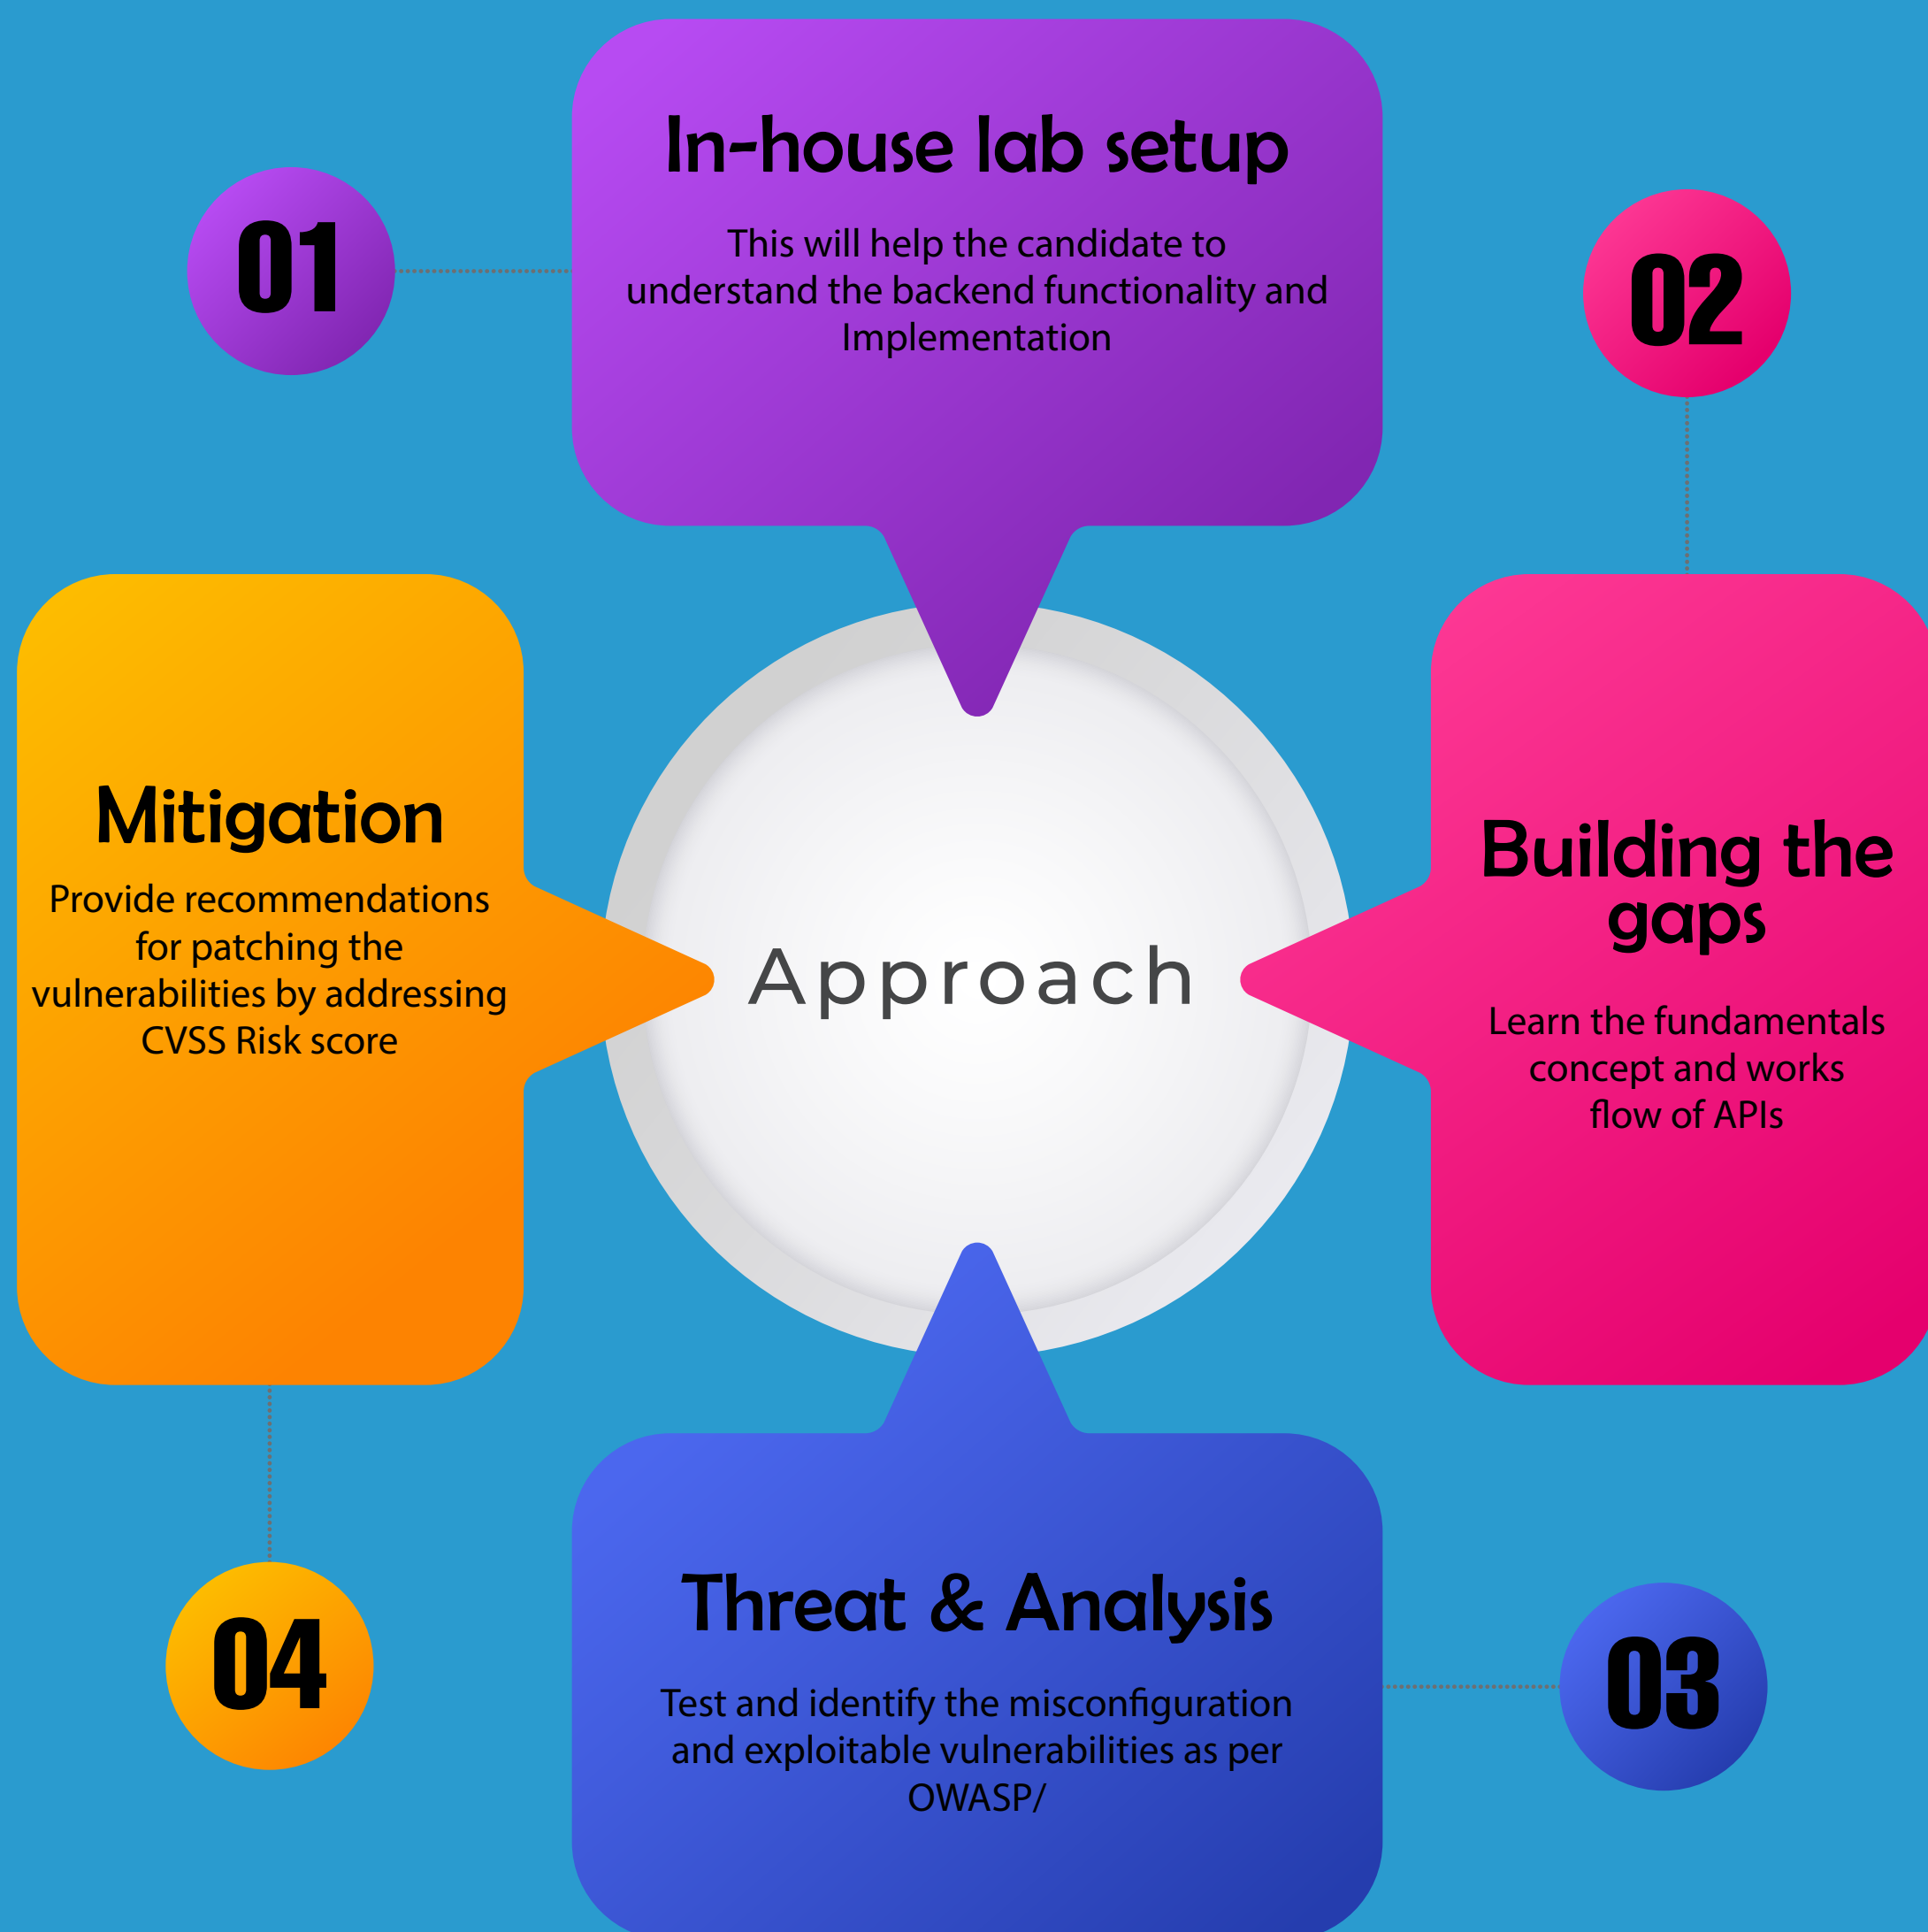 01
In-house lab setup
This will help the candidate to
understand the backend functionality and
Implementation
02
Building the
gaps
Learn the fundamentals
concept and works
flow of APIs
Approach
Mitigation
Provide recommendations
for patching the
vulnerabilities by addressing
CVSS Risk score
04
Threat & Analysis
Test and identify the misconfiguration
and exploitable vulnerabilities as per
OWASP/
03